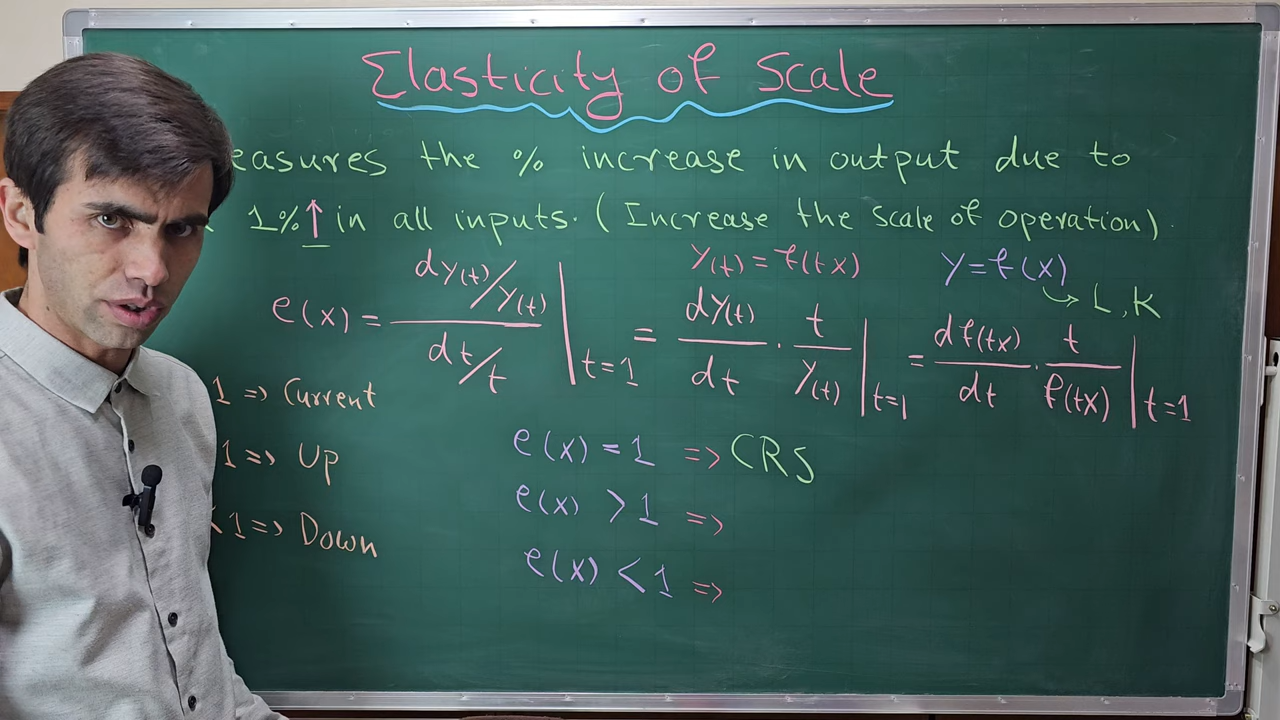 Elasticity of Scale
easures the % increase in output due to
1% ↑ in all inputs. (Increase the scale of operation).
y(t) = f(tx)
y = f(x)
→ L, K
e(x) = dy(t)/y(t) / dt/t | t=1 = dy(t)/dt · t/y(t) | t=1 = df(tx)/dt · t/f(tx) | t=1
1 => Current
1 => Up
< 1 => Down
e(x) = 1 => CRS
e(x) > 1 =>
e(x) < 1 =>